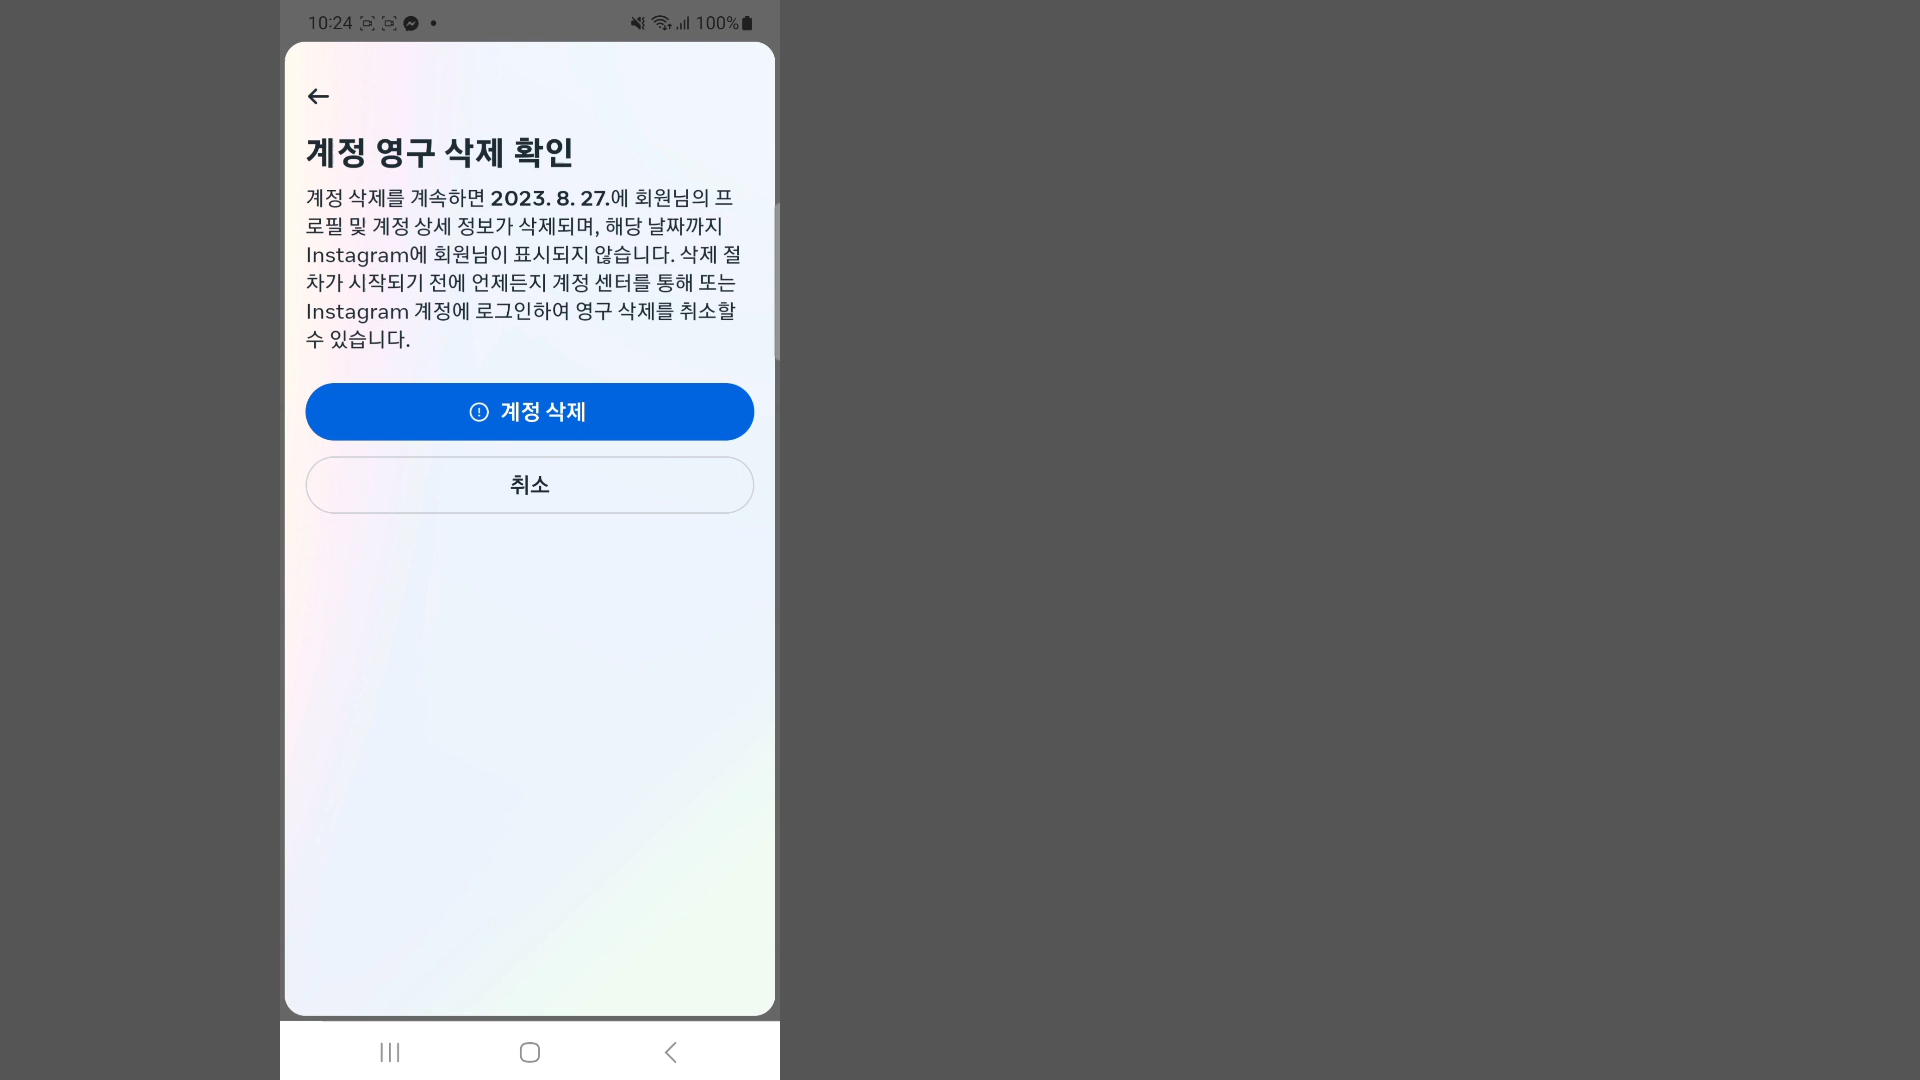 10:24
100%
계정 영구 삭제 확인
계정 삭제를 계속하면 2023. 8. 27.에 회원님의 프
로필 및 계정 상세 정보가 삭제되며, 해당 날짜까지
Instagram에 회원님이 표시되지 않습니다. 삭제 절
차가 시작되기 전에 언제든지 계정 센터를 통해 또는
Instagram 계정에 로그인하여 영구 삭제를 취소할
수 있습니다.
계정 삭제
취소